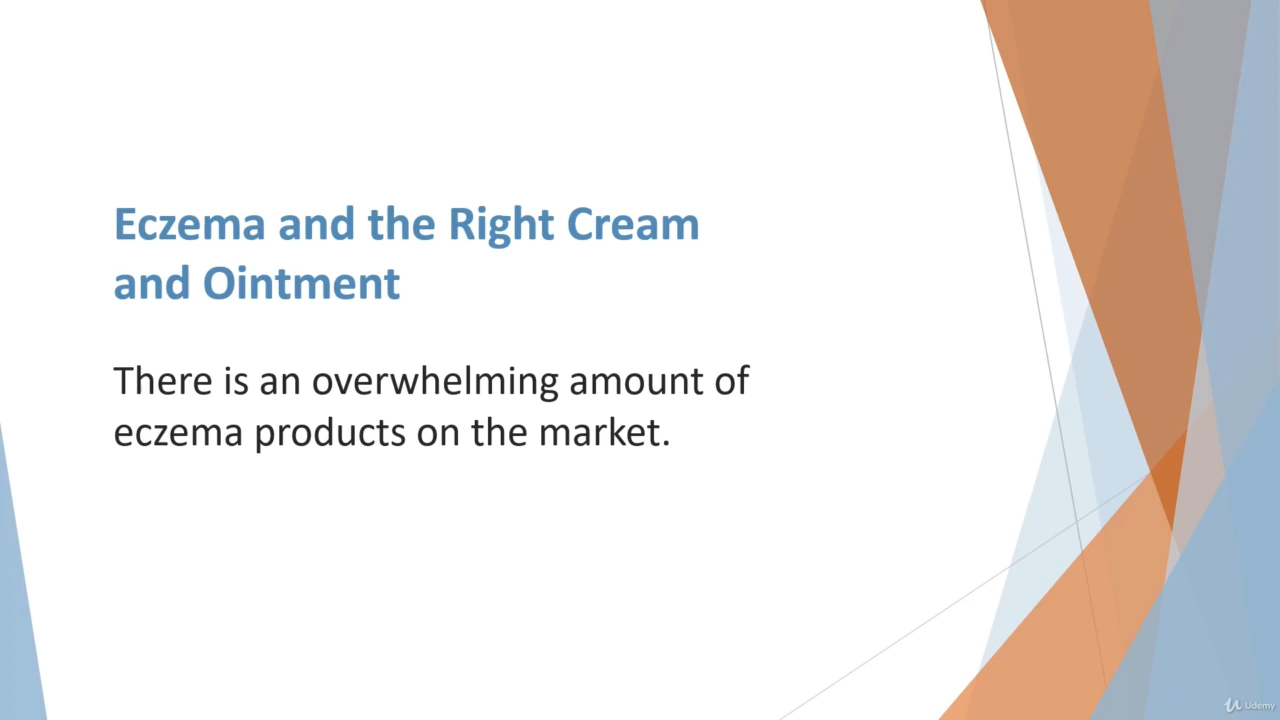 Eczema and the Right Cream
and Ointment
There is an overwhelming amount of
eczema products on the market.
Udemy